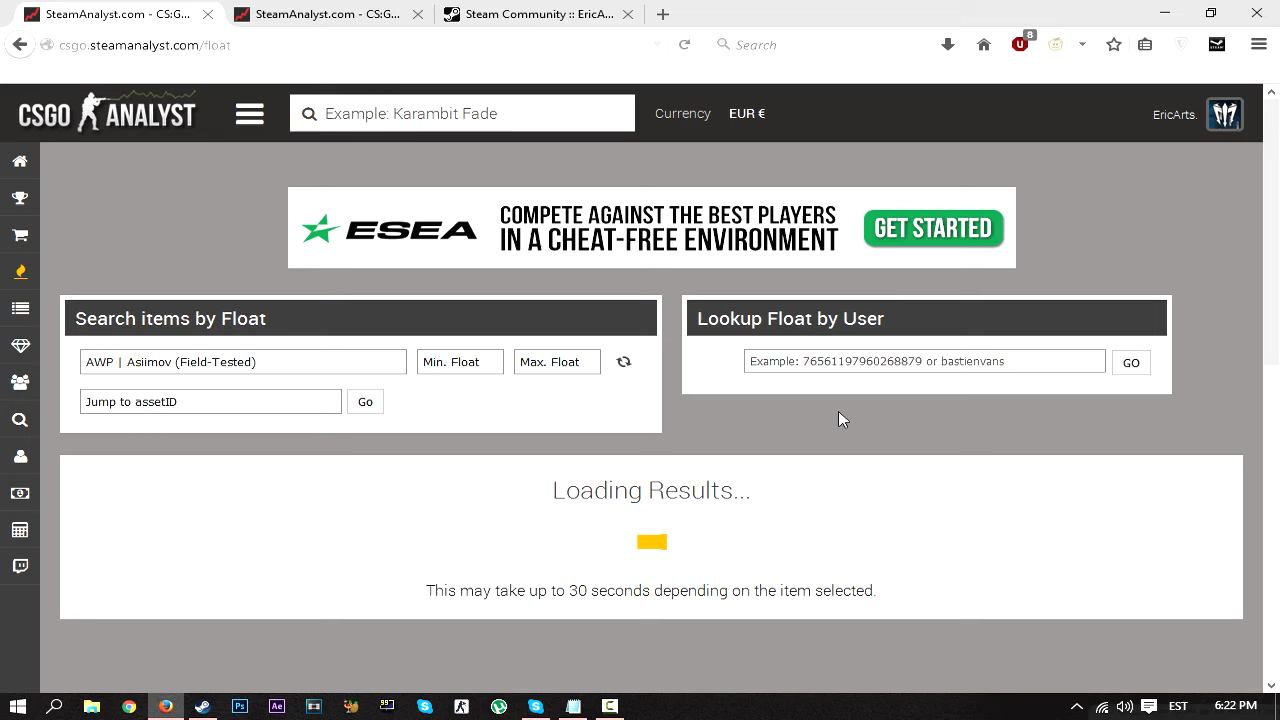 SteamAnalyst.com - CS:G...
SteamAnalyst.com - CS:G...
Steam Community :: EricA...
csgo.steamanalyst.com/float
Search
8
CSGO ANALYST
Example: Karambit Fade
Currency EUR €
EricArts.
ESEA
COMPETE AGAINST THE BEST PLAYERS
IN A CHEAT-FREE ENVIRONMENT
GET STARTED
Search items by Float
AWP | Asiimov (Field-Tested)
Min. Float
Max. Float
Jump to assetID
Go
Lookup Float by User
Example: 76561197960268879 or bastienvans
GO
Loading Results...
This may take up to 30 seconds depending on the item selected.
EST
6:22 PM